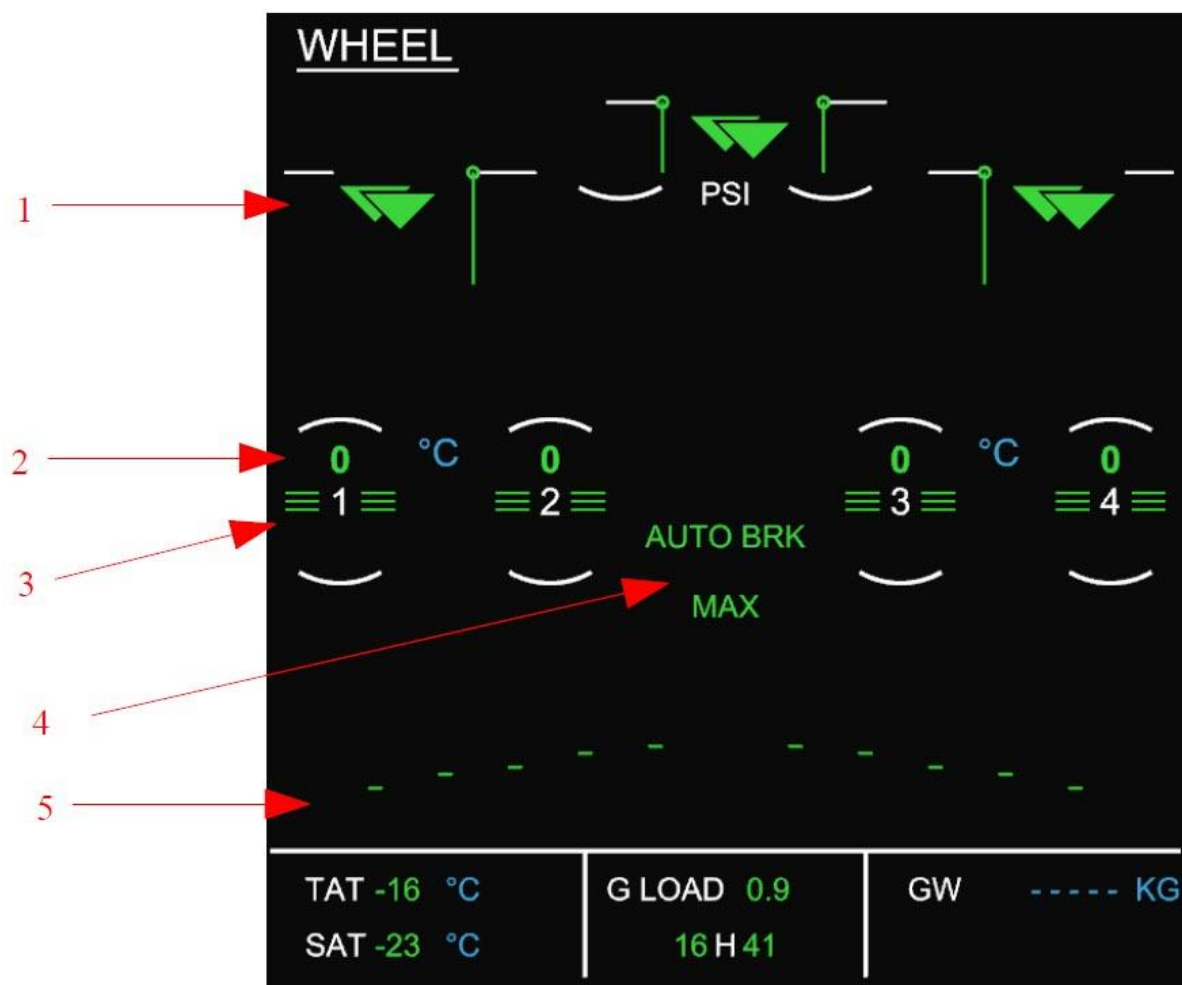 WHEEL
1
PSI
2
0 °C 0 0 °C 0
1 2 3 4
3
AUTO BRK
MAX
4
5
TAT -16 °C G LOAD 0.9 GW ----- KG
SAT -23 °C 16 H 41